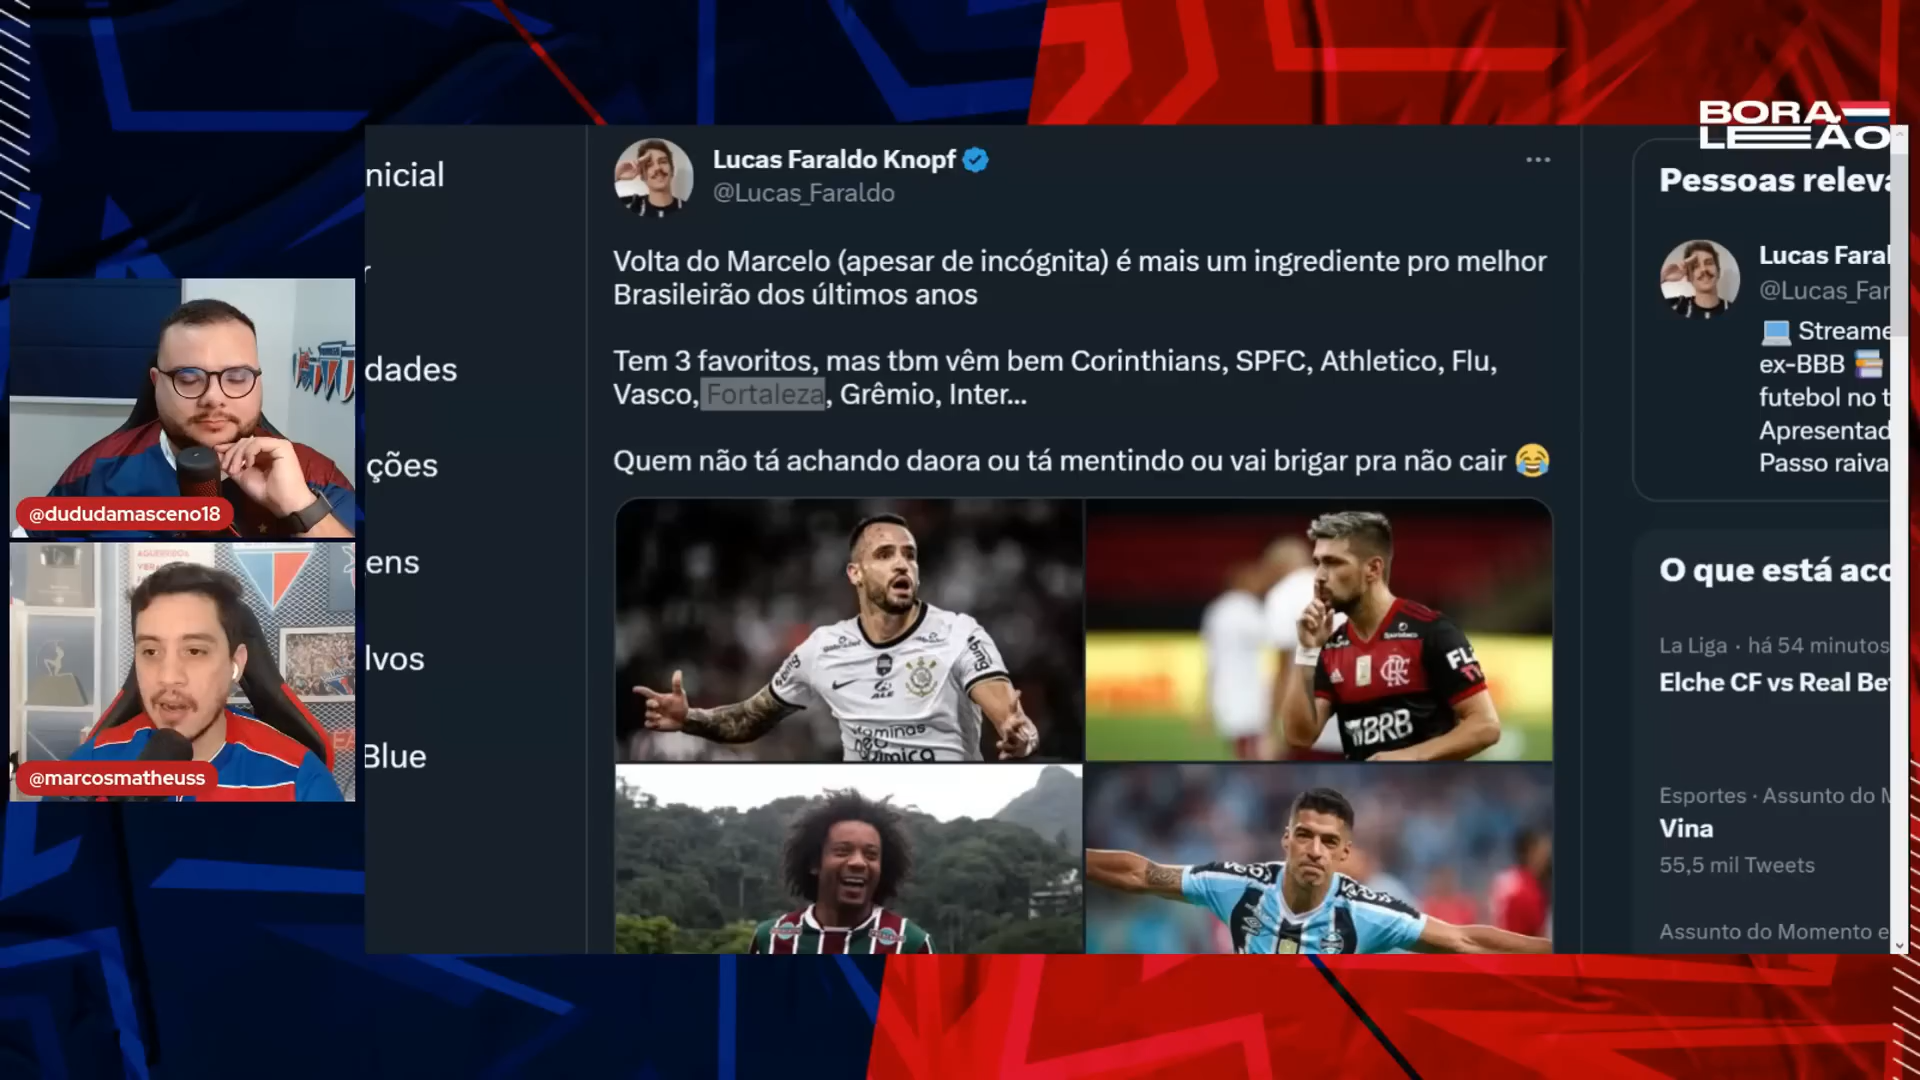 BORA
LEÃO
nicial
dades
ções
ens
lvos
Blue
Lucas Faraldo Knopf
@Lucas_Faraldo
Volta do Marcelo (apesar de incógnita) é mais um ingrediente pro melhor
Brasileirão dos últimos anos
Tem 3 favoritos, mas tbm vêm bem Corinthians, SPFC, Athletico, Flu,
Vasco, Fortaleza, Grêmio, Inter...
Quem não tá achando daora ou tá mentindo ou vai brigar pra não cair 😂
BRB
Pessoas releva
Lucas Faral
@Lucas_Far
💻 Streame
ex-BBB 📚
futebol no t
Apresentad
Passo raiva
O que está aco
La Liga · há 54 minutos
Elche CF vs Real Be
Esportes · Assunto do M
Vina
55,5 mil Tweets
Assunto do Momento e
@dududamasceno18
@marcosmatheuss